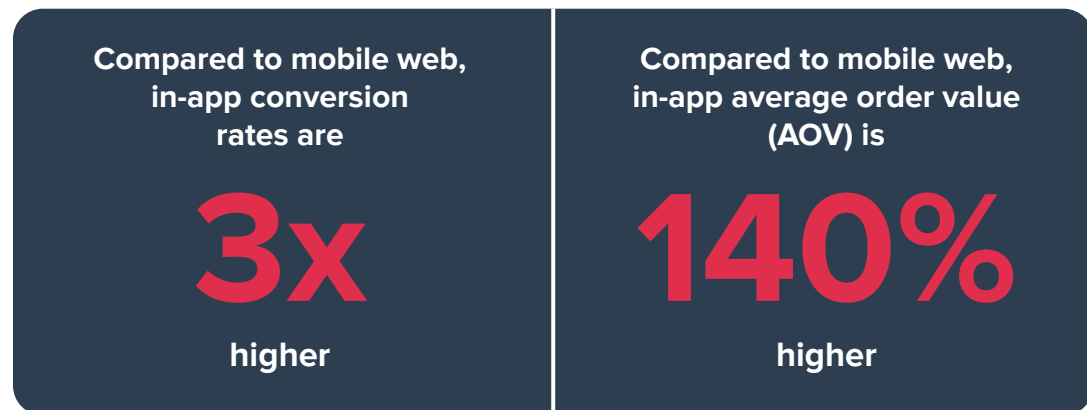 Compared to mobile web,
in-app conversion
rates are
3x
higher
Compared to mobile web,
in-app average order value
(AOV) is
140%
higher